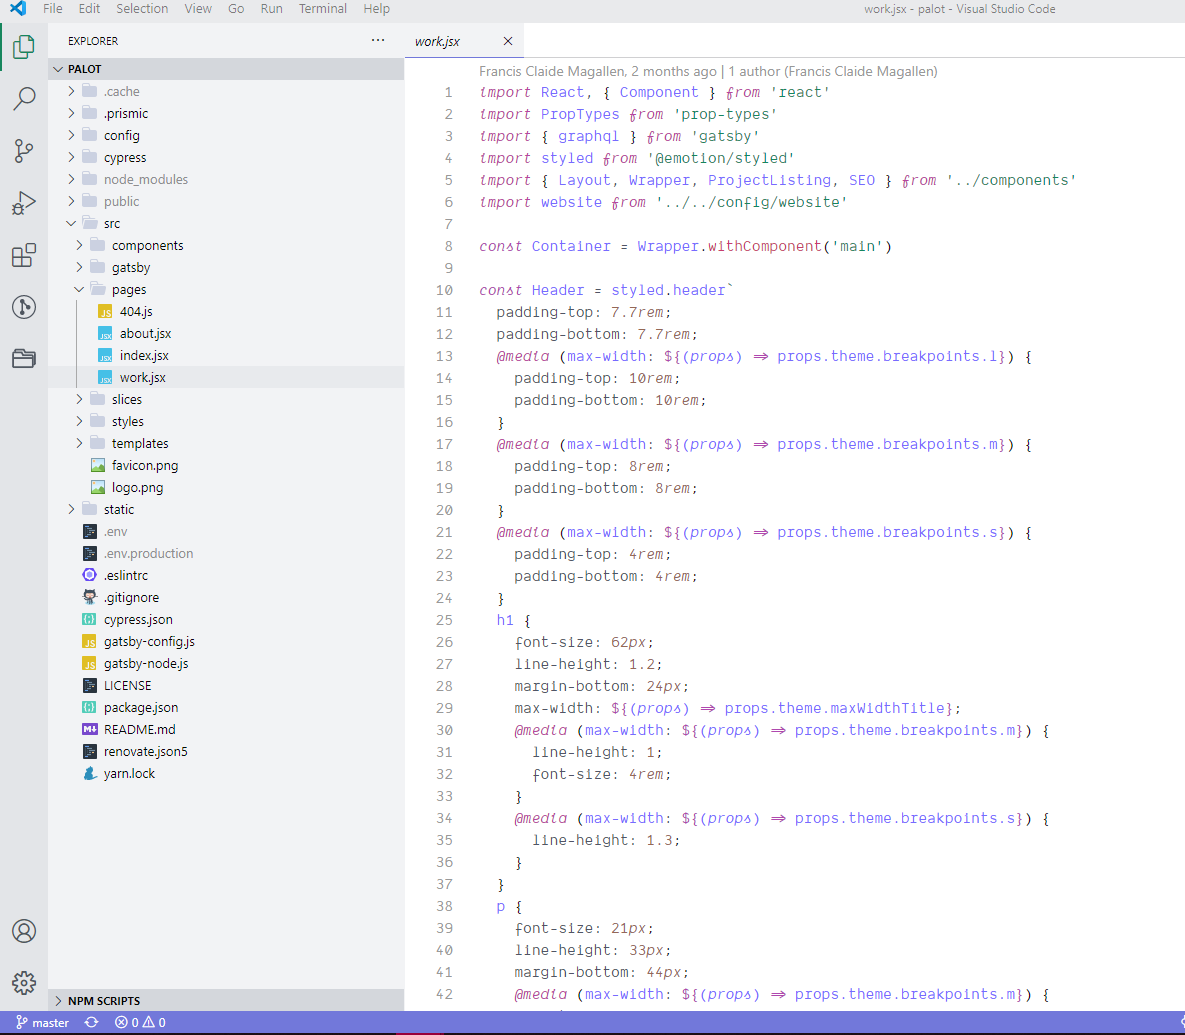 File Edit Selection View Go Run Terminal Help work.jsx - palot - Visual Studio Code
EXPLORER ···
PALOT
.cache
.prismic
config
cypress
node_modules
public
src
components
gatsby
pages
404.js
about.jsx
index.jsx
work.jsx
slices
styles
templates
favicon.png
logo.png
static
.env
.env.production
.eslintrc
.gitignore
cypress.json
gatsby-config.js
gatsby-node.js
LICENSE
package.json
README.md
renovate.json5
yarn.lock
NPM SCRIPTS
work.jsx
Francis Claide Magallen, 2 months ago | 1 author (Francis Claide Magallen)
1 import React, { Component } from 'react'
2 import PropTypes from 'prop-types'
3 import { graphql } from 'gatsby'
4 import styled from '@emotion/styled'
5 import { Layout, Wrapper, ProjectListing, SEO } from '../components'
6 import website from '../../config/website'
7
8 const Container = Wrapper.withComponent('main')
9
10 const Header = styled.header`
11 padding-top: 7.7rem;
12 padding-bottom: 7.7rem;
13 @media (max-width: ${(props) => props.theme.breakpoints.l}) {
14 padding-top: 10rem;
15 padding-bottom: 10rem;
16 }
17 @media (max-width: ${(props) => props.theme.breakpoints.m}) {
18 padding-top: 8rem;
19 padding-bottom: 8rem;
20 }
21 @media (max-width: ${(props) => props.theme.breakpoints.s}) {
22 padding-top: 4rem;
23 padding-bottom: 4rem;
24 }
25 h1 {
26 font-size: 62px;
27 line-height: 1.2;
28 margin-bottom: 24px;
29 max-width: ${(props) => props.theme.maxWidthTitle};
30 @media (max-width: ${(props) => props.theme.breakpoints.m}) {
31 line-height: 1;
32 font-size: 4rem;
33 }
34 @media (max-width: ${(props) => props.theme.breakpoints.s}) {
35 line-height: 1.3;
36 }
37 }
38 p {
39 font-size: 21px;
40 line-height: 33px;
41 margin-bottom: 44px;
42 @media (max-width: ${(props) => props.theme.breakpoints.m}) {
master 0 0